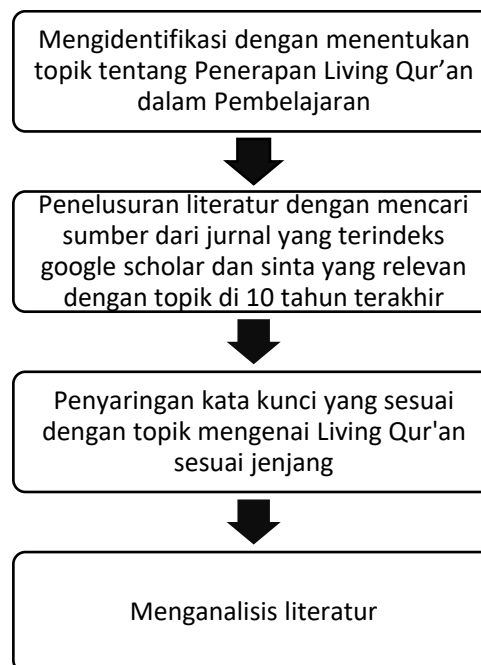 Mengidentifikasi dengan menentukan
topik tentang Penerapan Living Qur’an
dalam Pembelajaran
Penelusuran literatur dengan mencari
sumber dari jurnal yang terindeks
google scholar dan sinta yang relevan
dengan topik di 10 tahun terakhir
Penyaringan kata kunci yang sesuai
dengan topik mengenai Living Qur'an
sesuai jenjang
Menganalisis literatur